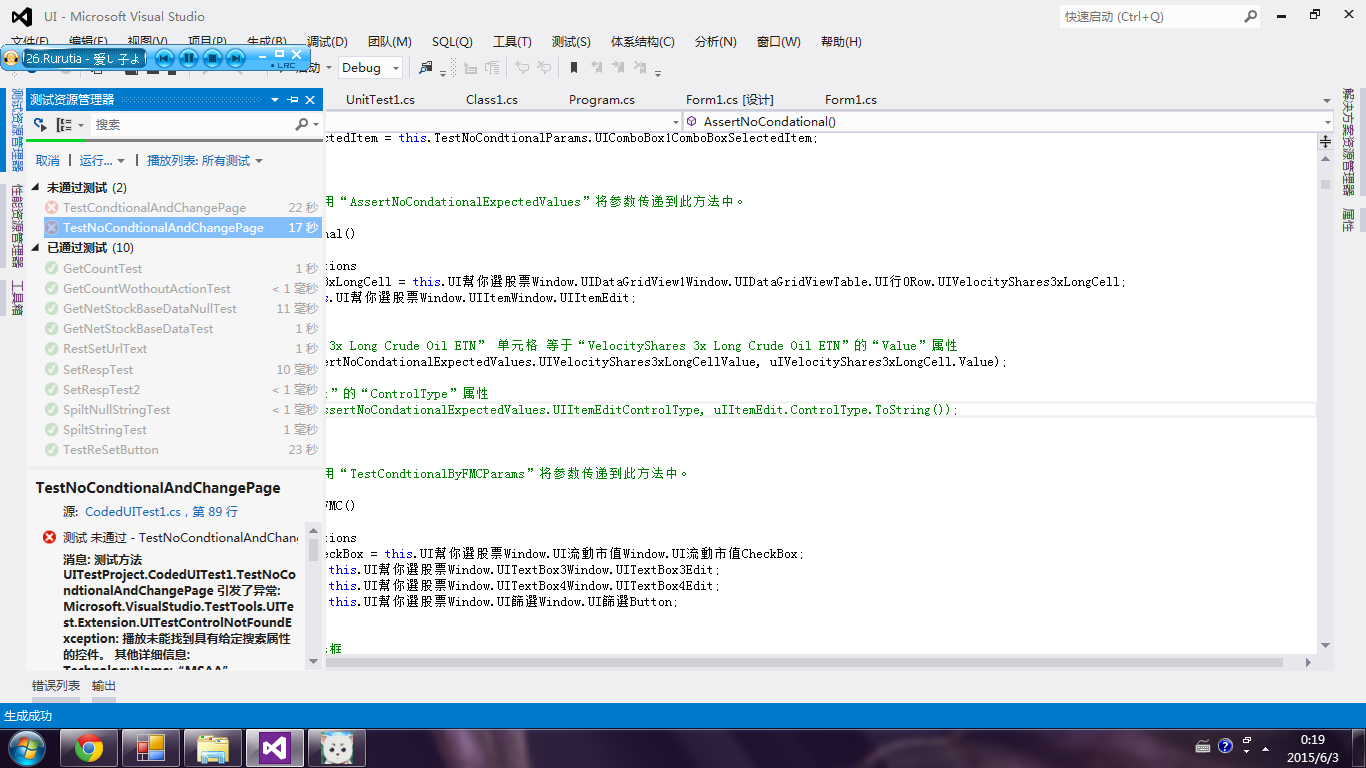 UI - Microsoft Visual Studio
快速启动 (Ctrl+Q)
文件(F) 编辑(E) 视图(V) 项目(P) 生成(B) 调试(D) 团队(M) SQL(Q) 工具(T) 测试(S) 体系结构(C) 分析(N) 窗口(W) 帮助(H)
26.Rurutia - 爱し子よ
LRC
启动
Debug
测试资源管理器
性能资源管理器
工具箱
测试资源管理器
搜索
取消 | 运行... | 播放列表: 所有测试
未通过测试 (2)
TestCondtionalAndChangePage 22 秒
TestNoCondtionalAndChangePage 17 秒
已通过测试 (10)
GetCountTest 1 秒
GetCountWothoutActionTest < 1 毫秒
GetNetStockBaseDataNullTest 11 毫秒
GetNetStockBaseDataTest 1 秒
RestSetUrlText 1 秒
SetRespTest 10 毫秒
SetRespTest2 < 1 毫秒
SpiltNullStringTest < 1 毫秒
SpiltStringTest 1 毫秒
TestReSetButton 23 秒
TestNoCondtionalAndChangePage
源: CodedUITest1.cs，第 89 行
测试 未通过 - TestNoCondtionalAndChan
消息: 测试方法
UITestProject.CodedUITest1.TestNoCo
ndtionalAndChangePage 引发了异常:
Microsoft.VisualStudio.TestTools.UITe
st.Extension.UITestControlNotFoundE
xception: 播放未能找到具有给定搜索属性
的控件。 其他详细信息:
TechnologyName: "MSAA"
UnitTest1.cs Class1.cs Program.cs Form1.cs [设计] Form1.cs
AssertNoCondational()
ctedItem = this.TestNoCondtionalParams.UIComboBox1ComboBoxSelectedItem;
用“AssertNoCondationalExpectedValues”将参数传递到此方法中。
nal()
tions
3xLongCell = this.UI幫你選股票Window.UIDataGridView1Window.UIDataGridViewTable.UI行0Row.UIVelocityShares3xLongCell;
s.UI幫你選股票Window.UIItemWindow.UIItemEdit;
3x Long Crude Oil ETN” 单元格 等于“VelocityShares 3x Long Crude Oil ETN”的“Value”属性
ertNoCondationalExpectedValues.UIVelocityShares3xLongCellValue, uIVelocityShares3xLongCell.Value);
”的“ControlType”属性
ssertNoCondationalExpectedValues.UIItemEditControlType, uIItemEdit.ControlType.ToString());
用“TestCondtionalByFMCParams”将参数传递到此方法中。
FMC()
tions
eckBox = this.UI幫你選股票Window.UI流動市值Window.UI流動市值CheckBox;
this.UI幫你選股票Window.UITextBox3Window.UITextBox3Edit;
this.UI幫你選股票Window.UITextBox4Window.UITextBox4Edit;
this.UI幫你選股票Window.UI篩選Window.UI篩選Button;
框
解决方案资源管理器
属性
错误列表 输出
生成成功
0:19
2015/6/3